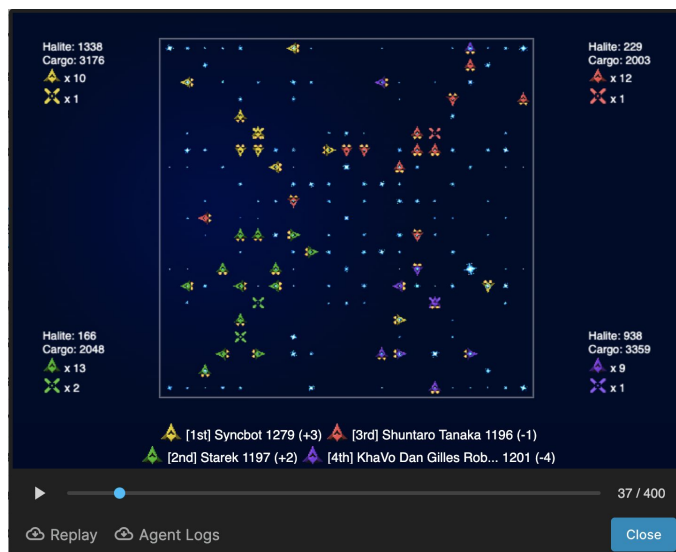 Halite: 1338
Cargo: 3176
x 10
x 1
Halite: 229
Cargo: 2003
x 12
x 1
Halite: 166
Cargo: 2048
x 13
x 2
Halite: 938
Cargo: 3359
x 9
x 1
[1st] Syncbot 1279 (+3) [3rd] Shuntaro Tanaka 1196 (-1)
[2nd] Starek 1197 (+2) [4th] KhaVo Dan Gilles Rob... 1201 (-4)
37 / 400
Replay Agent Logs Close